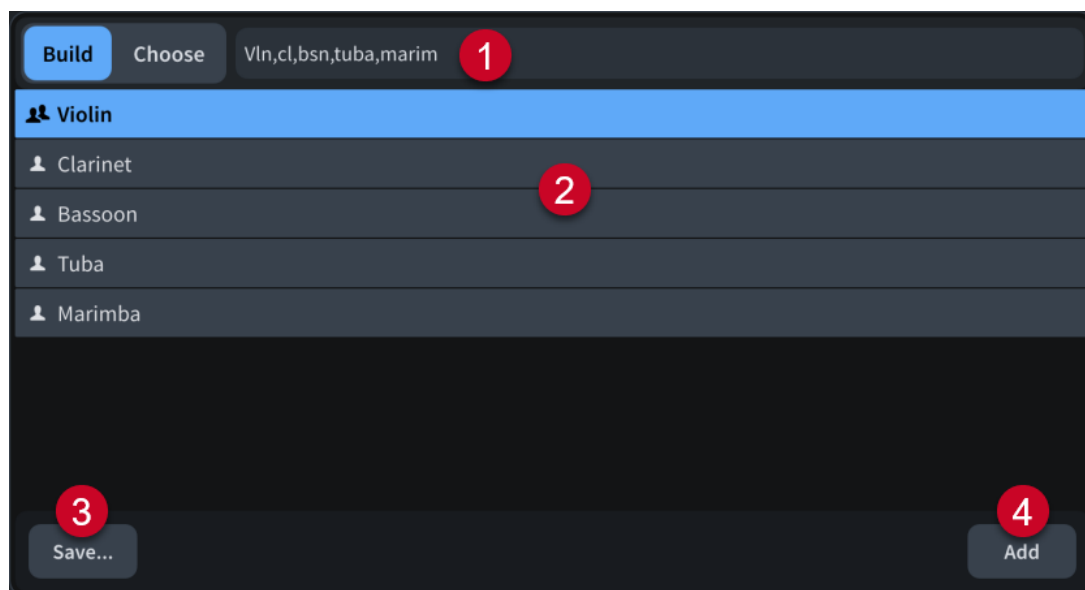 Build Choose Vln,cl,bsn,tuba,marim 1
Violin
Clarinet
2
Bassoon
Tuba
Marimba
3 4
Save... Add